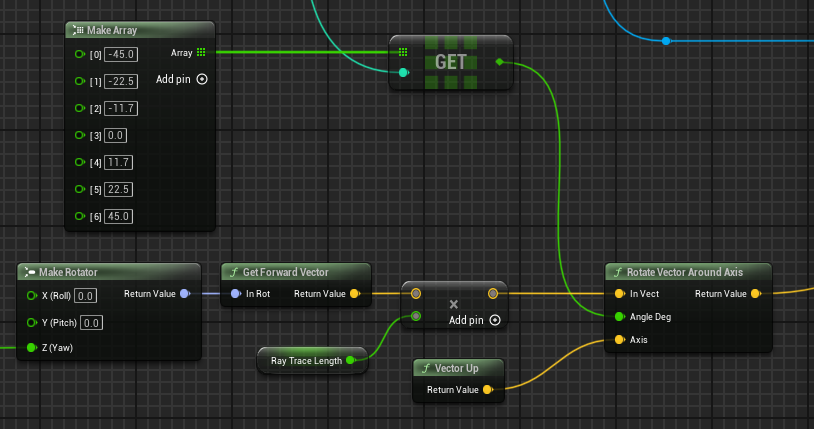 Make Array
[0] -45.0
Array
[1] -22.5
Add pin
[2] -11.7
[3] 0.0
[4] 11.7
[5] 22.5
[6] 45.0
GET
Make Rotator
X (Roll) 0.0
Return Value
Y (Pitch) 0.0
Z (Yaw)
f Get Forward Vector
In Rot
Return Value
×
Add pin
Ray Trace Length
f Vector Up
Return Value
f Rotate Vector Around Axis
In Vect
Return Value
Angle Deg
Axis